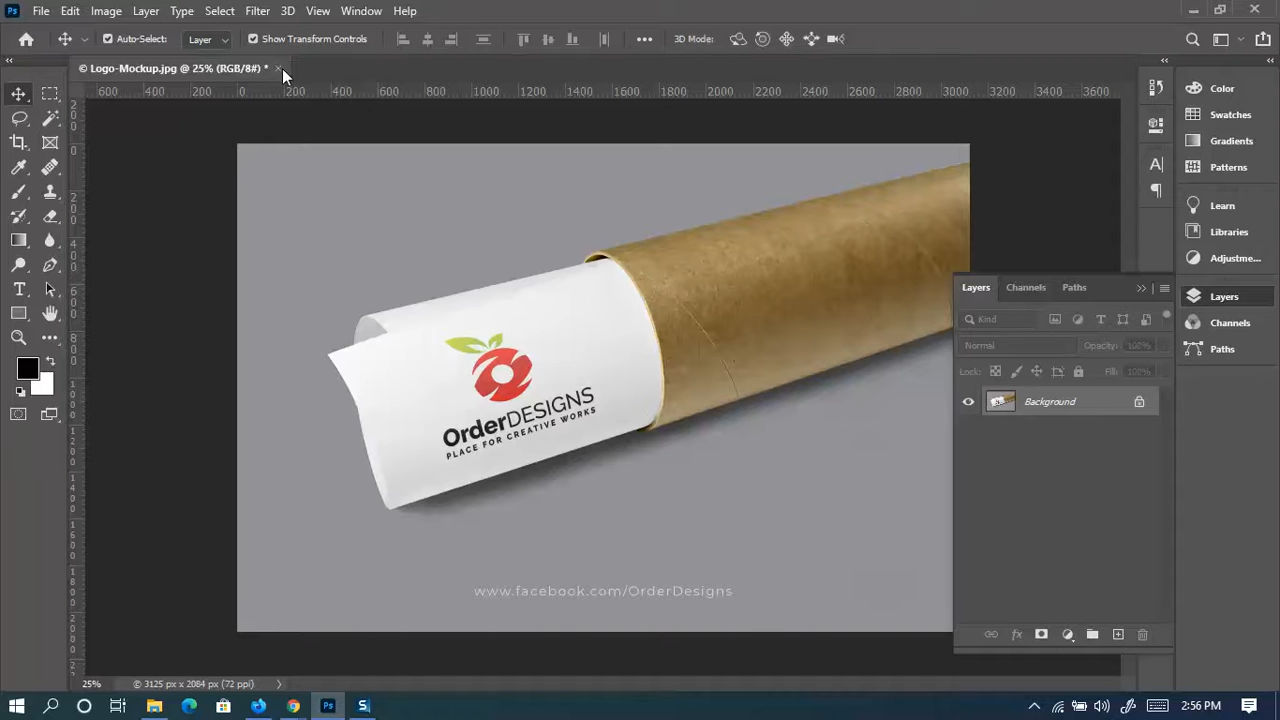 Ps File Edit Image Layer Type Select Filter 3D View Window Help
Auto-Select: Layer Show Transform Controls 3D Mode:
© Logo-Mockup.jpg @ 25% (RGB/8#) * ×
600 400 200 0 200 400 600 800 1000 1200 1400 1600 1800 2000 2200 2400 2600 2800 3000 3200 3400 3600
Color
Swatches
Gradients
Patterns
Learn
Libraries
Adjustme...
Layers
Channels
Paths
Layers Channels Paths
Kind
Normal Opacity: 100%
Lock: Fill: 100%
Background
OrderDESIGNS
PLACE FOR CREATIVE WORKS
www.facebook.com/OrderDesigns
25% © 3125 px x 2084 px (72 ppi)
2:56 PM